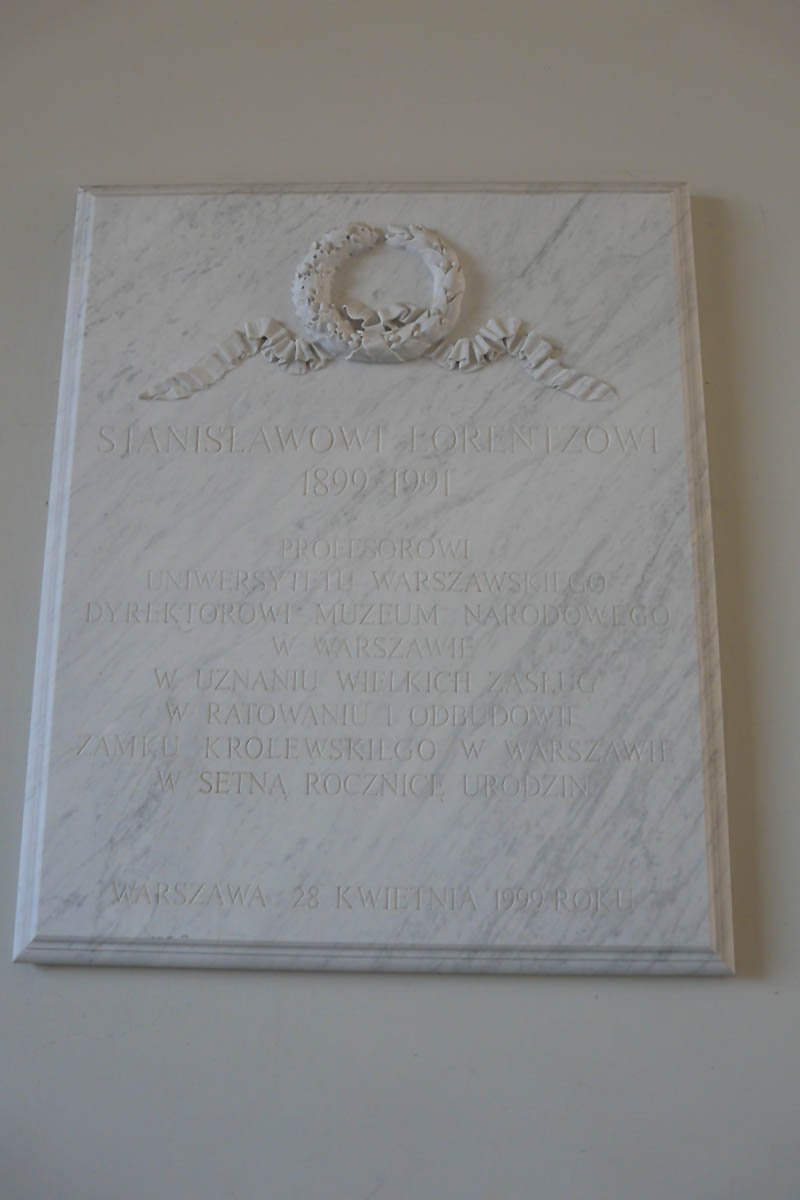 STANISŁAWOWI LORENTZOWI
1899-1991
PROFESOROWI
UNIWERSYTETU WARSZAWSKIEGO
DYREKTOROWI MUZEUM NARODOWEGO
W WARSZAWIE
W UZNANIU WIELKICH ZASŁUG
W RATOWANIU I ODBUDOWIE
ZAMKU KRÓLEWSKIEGO W WARSZAWIE
W SETNĄ ROCZNICĘ URODZIN
WARSZAWA 28 KWIETNIA 1999 ROKU